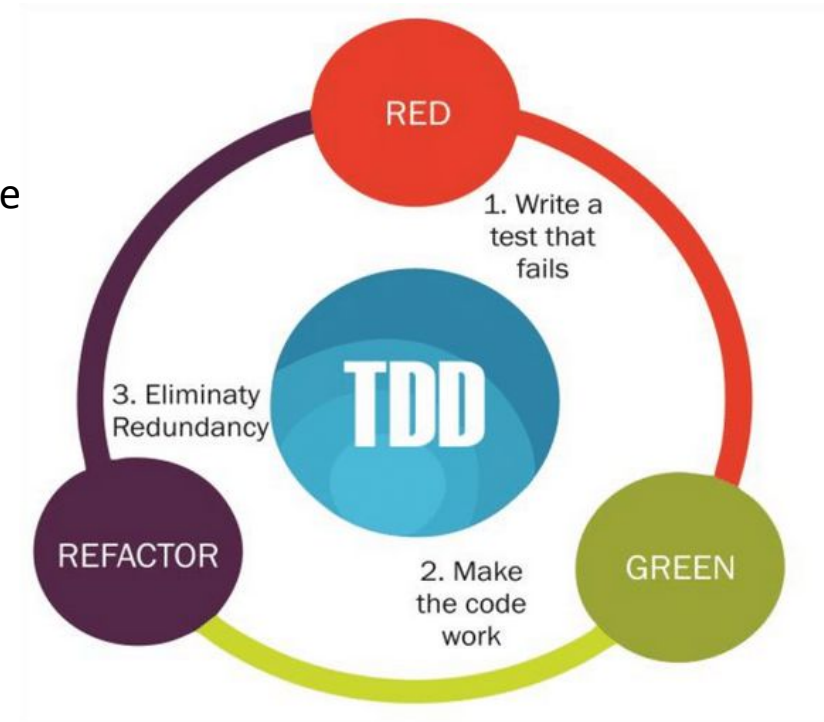 RED
e
1. Write a
test that
fails
TDD
3. Eliminaty
Redundancy
REFACTOR
GREEN
2. Make
the code
work